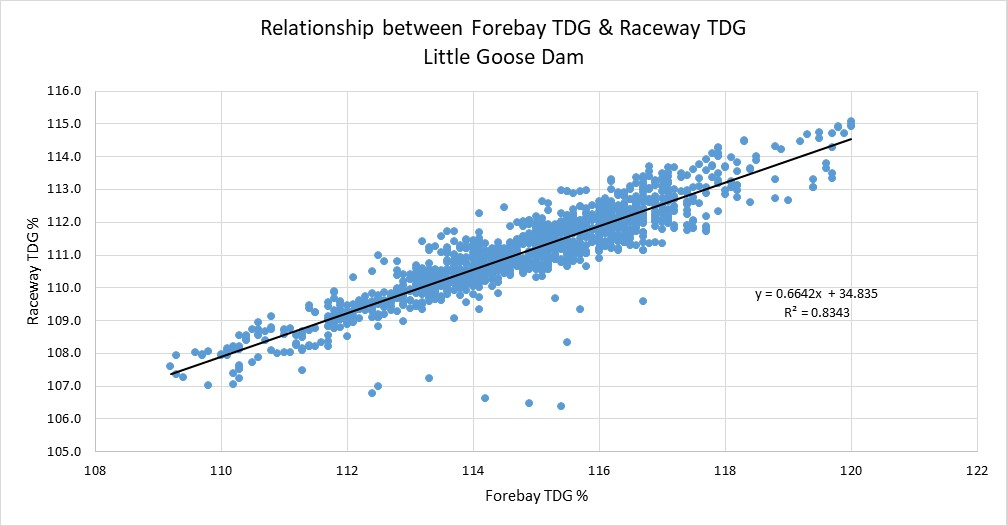 Relationship between Forebay TDG & Raceway TDG
Little Goose Dam
116.0
115.0
114.0
113.0
112.0
111.0
110.0
109.0
108.0
107.0
106.0
105.0
Raceway TDG %
y = 0.6642x + 34.835
R² = 0.8343
108 110 112 114 116 118 120 122
Forebay TDG %